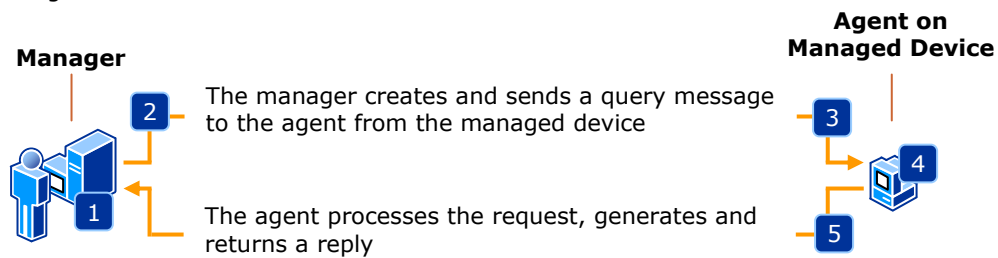 Agent on
Managed Device
Manager
2
The manager creates and sends a query message
to the agent from the managed device
3
4
1
The agent processes the request, generates and
returns a reply
5